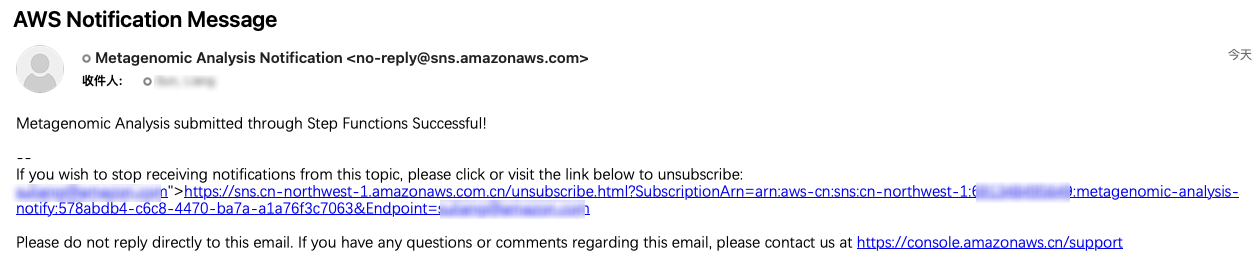 AWS Notification Message
Metagenomic Analysis Notification <no-reply@sns.amazonaws.com>
今天
收件人:
Metagenomic Analysis submitted through Step Functions Successful!
--
If you wish to stop receiving notifications from this topic, please click or visit the link below to unsubscribe:
">https://sns.cn-northwest-1.amazonaws.com.cn/unsubscribe.html?SubscriptionArn=arn:aws-cn:sns:cn-northwest-1: :metagenomic-analysis-
notify:578abdb4-c6c8-4470-ba7a-a1a76f3c7063&Endpoint=
Please do not reply directly to this email. If you have any questions or comments regarding this email, please contact us at https://console.amazonaws.cn/support